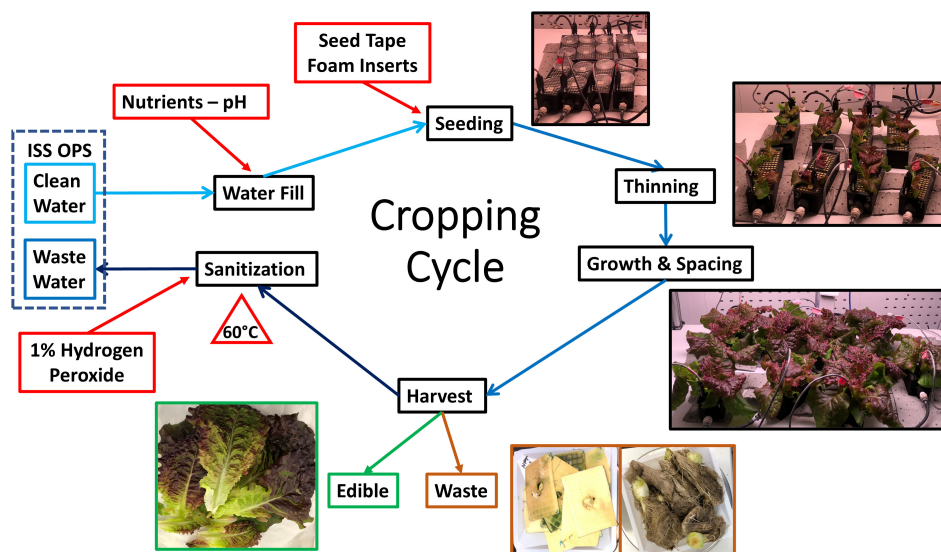 Seed Tape
Foam Inserts
Nutrients – pH
Seeding
ISS OPS
Clean
Water
Water Fill
Thinning
Cropping
Cycle
Waste
Water
Sanitization
Growth & Spacing
60°C
1% Hydrogen
Peroxide
Harvest
Edible
Waste